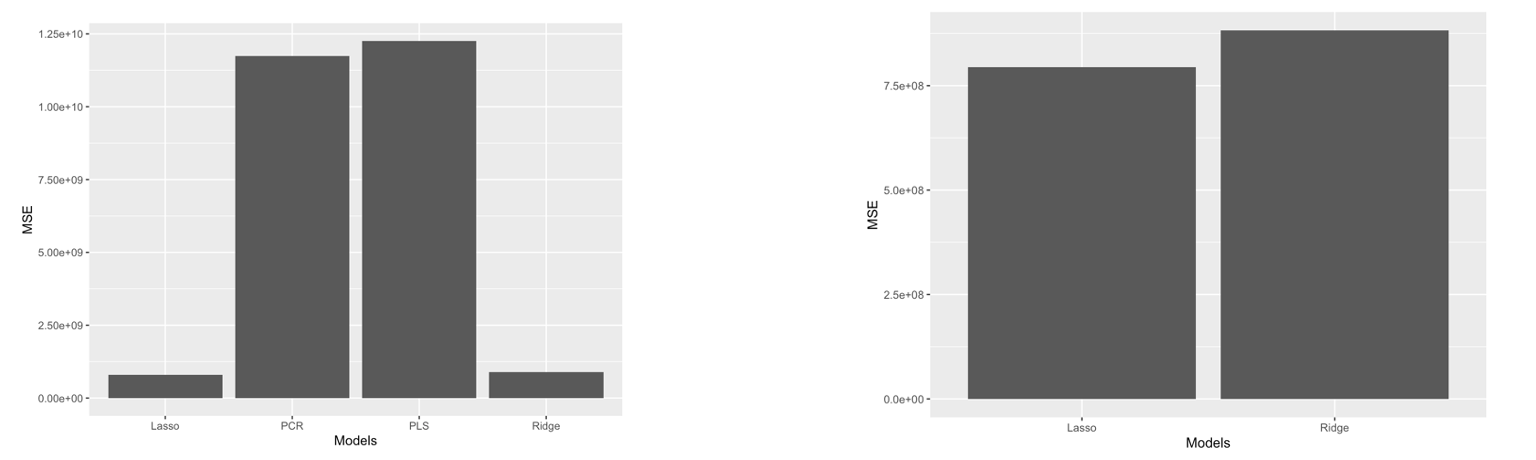 1.25e+10
1.00e+10
7.50e+09
5.00e+09
2.50e+09
0.00e+00
MSE
Lasso PCR PLS Ridge
Models
7.5e+08
5.0e+08
2.5e+08
0.0e+00
MSE
Lasso Ridge
Models